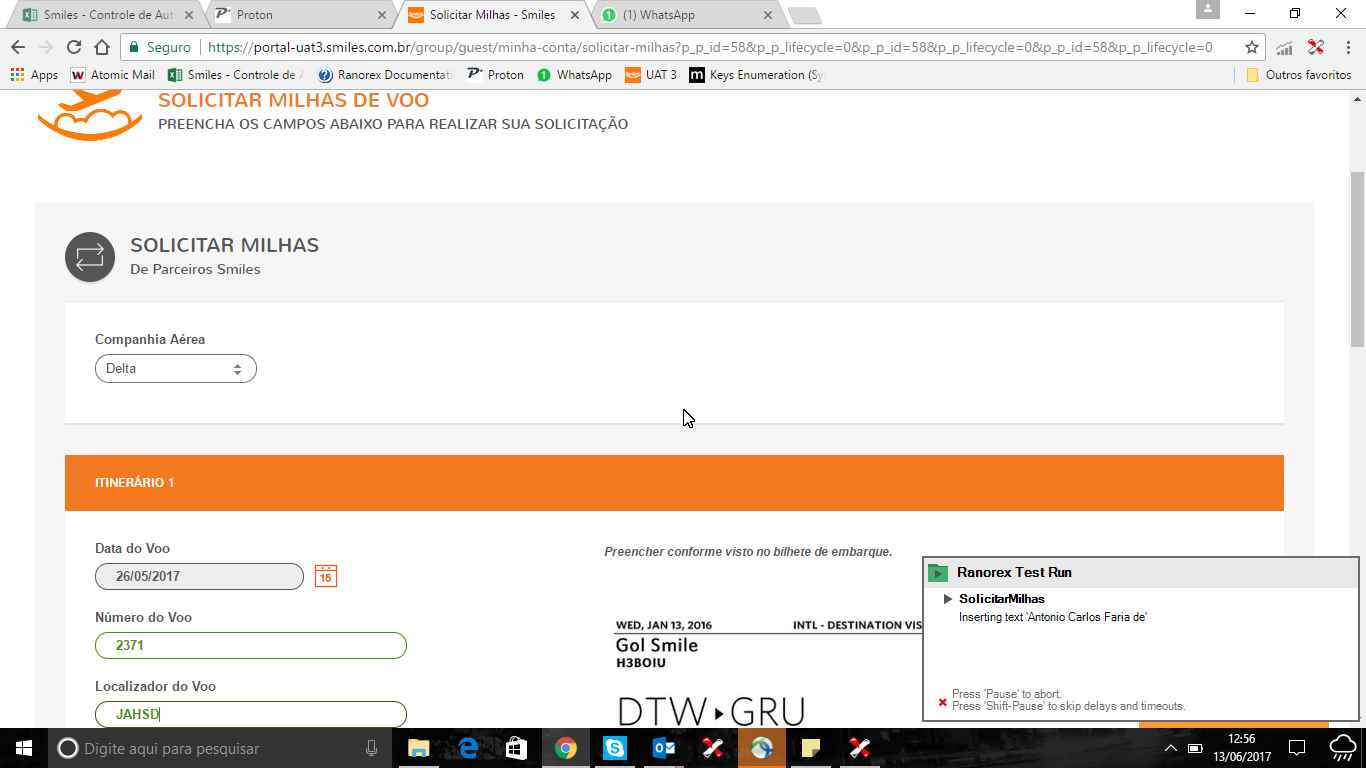 Smiles - Controle de Aut
Proton
Solicitar Milhas - Smiles
(1) WhatsApp
Seguro
https://portal-uat3.smiles.com.br/group/guest/minha-conta/solicitar-milhas?p_p_id=58&p_p_lifecycle=0&p_p_id=58&p_p_lifecycle=0&p_p_id=58&p_p_lifecycle=0
Apps
Atomic Mail
Smiles - Controle de A
Ranorex Documentati
Proton
WhatsApp
UAT 3
Keys Enumeration (Sy
Outros favoritos
SOLICITAR MILHAS DE VOO
PREENCHA OS CAMPOS ABAIXO PARA REALIZAR SUA SOLICITAÇÃO
SOLICITAR MILHAS
De Parceiros Smiles
Companhia Aérea
Delta
ITINERÁRIO 1
Data do Voo
26/05/2017
15
Número do Voo
2371
Localizador do Voo
JAHSD
Preencher conforme visto no bilhete de embarque.
WED, JAN 13, 2016
INTL - DESTINATION VIS
Gol Smile
H3BOIU
DTW▸GRU
Ranorex Test Run
SolicitarMilhas
Inserting text 'Antonio Carlos Faria de'
Press 'Pause' to abort.
Press 'Shift-Pause' to skip delays and timeouts.
Digite aqui para pesquisar
12:56
13/06/2017